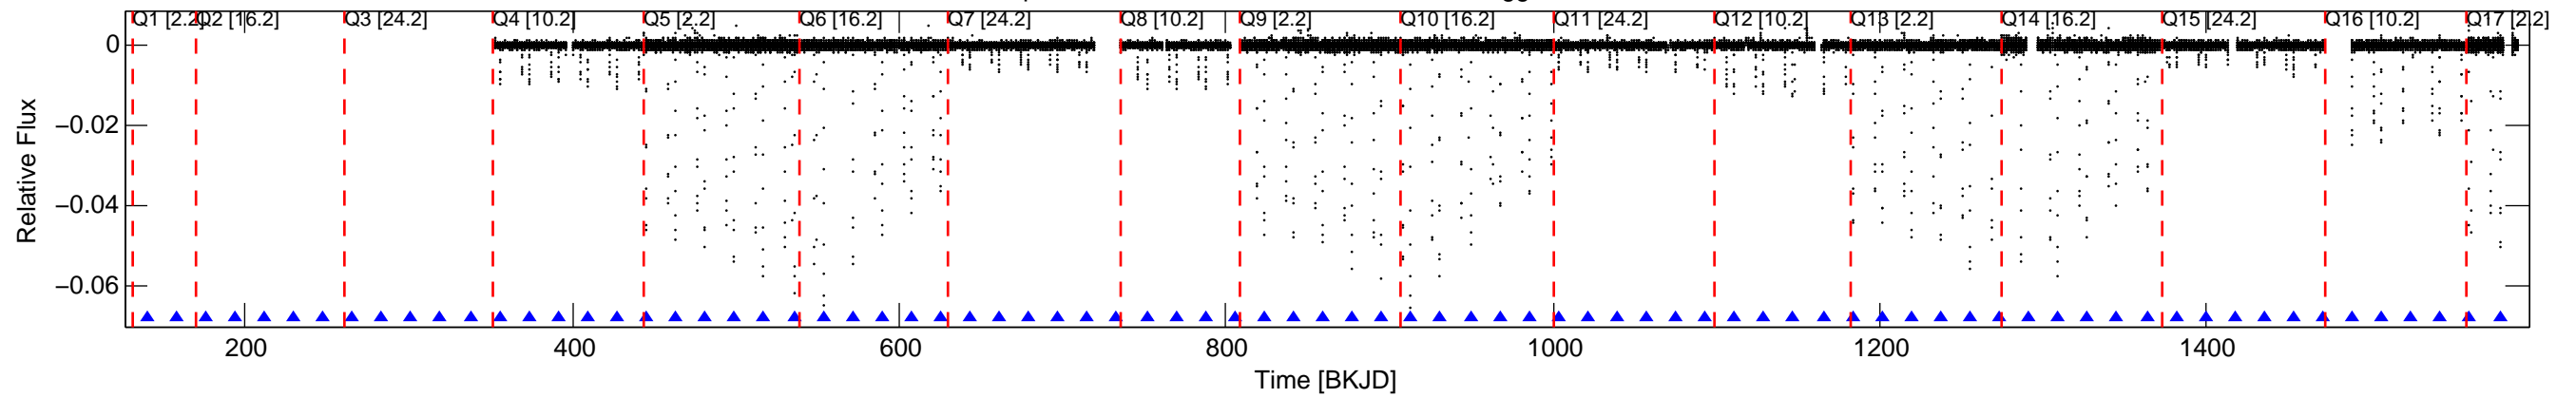 Q1 [2.2] Q2 [16.2] Q3 [24.2] Q4 [10.2] Q5 [2.2] Q6 [16.2] Q7 [24.2] Q8 [10.2] Q9 [2.2] Q10 [16.2] Q11 [24.2] Q12 [10.2] Q13 [2.2] Q14 [16.2] Q15 [24.2] Q16 [10.2] Q17 [2.2]
0
−0.02
−0.04
−0.06
Relative Flux
200 400 600 800 1000 1200 1400
Time [BKJD]